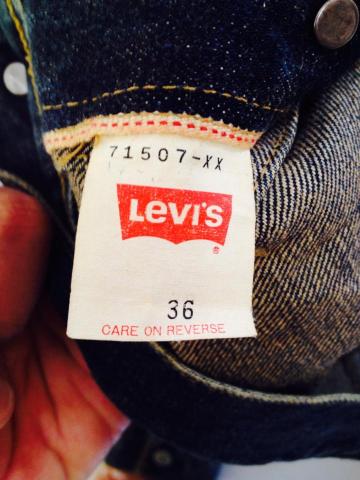 71507-XX
LEVI'S
®
36
CARE ON REVERSE